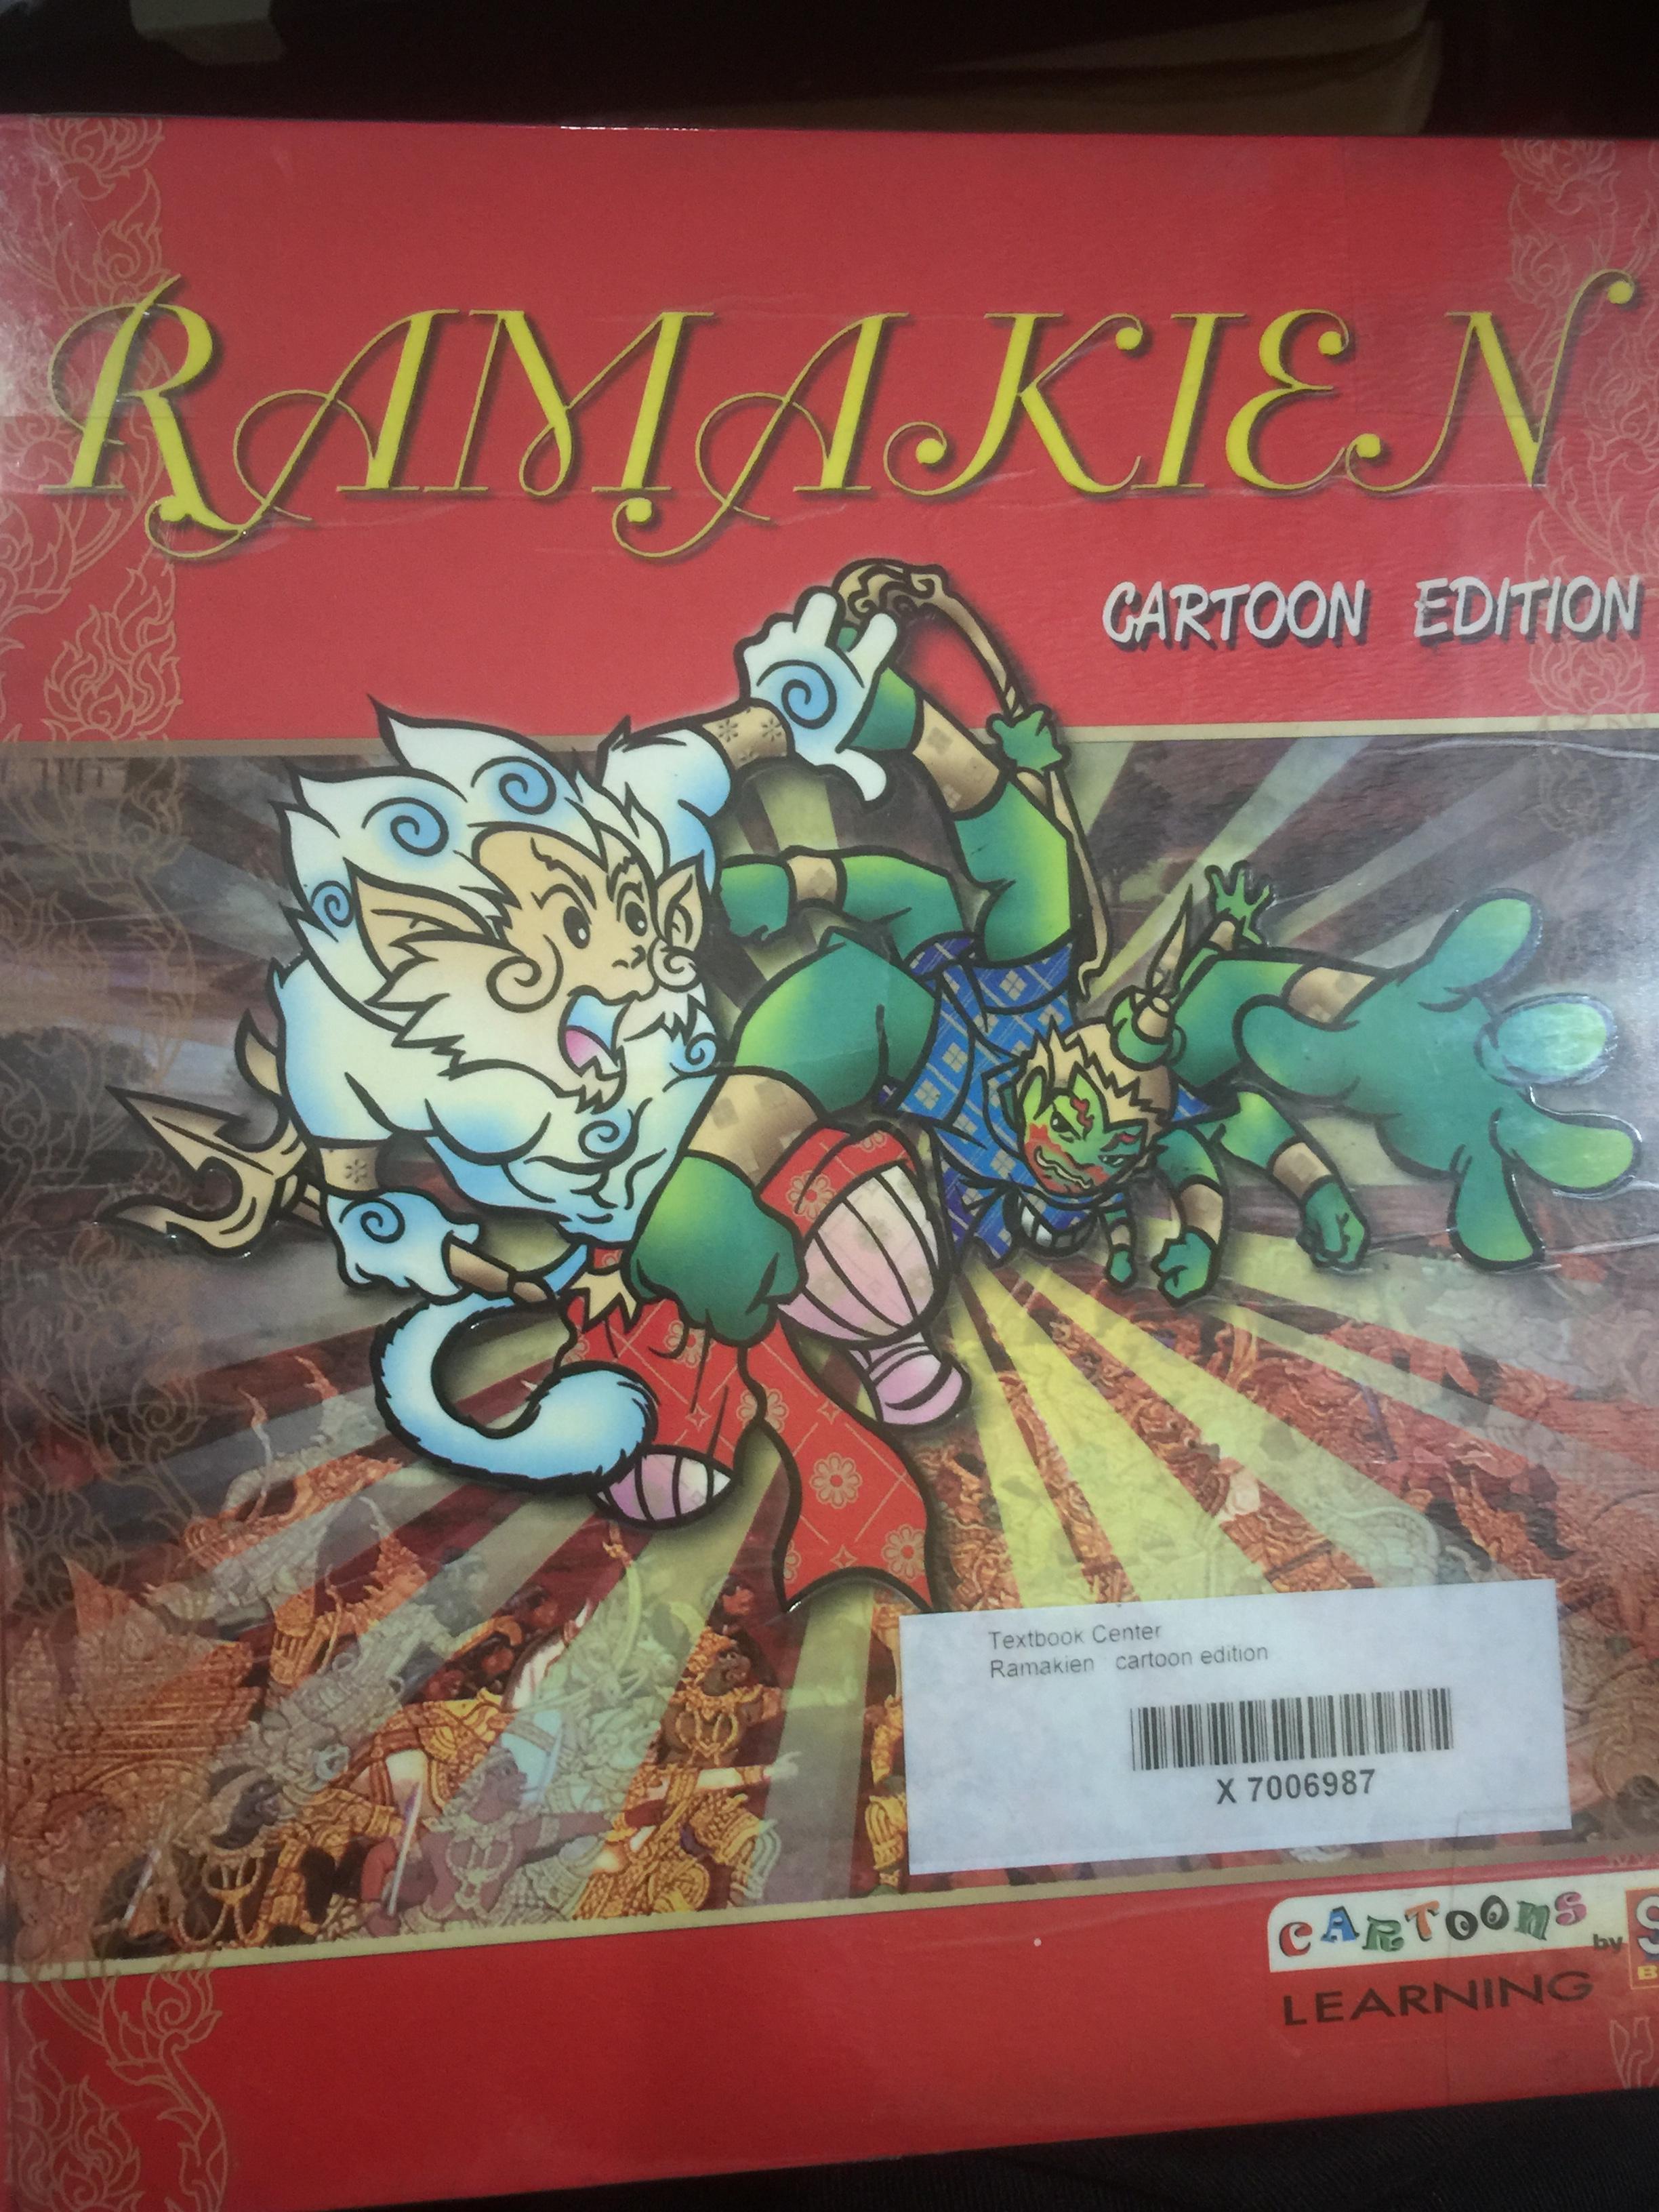 RAMAKIEN
CARTOON EDITION
Textbook Center
Ramakien cartoon edition
X 7006987
CARTOONS
by
LEARNING